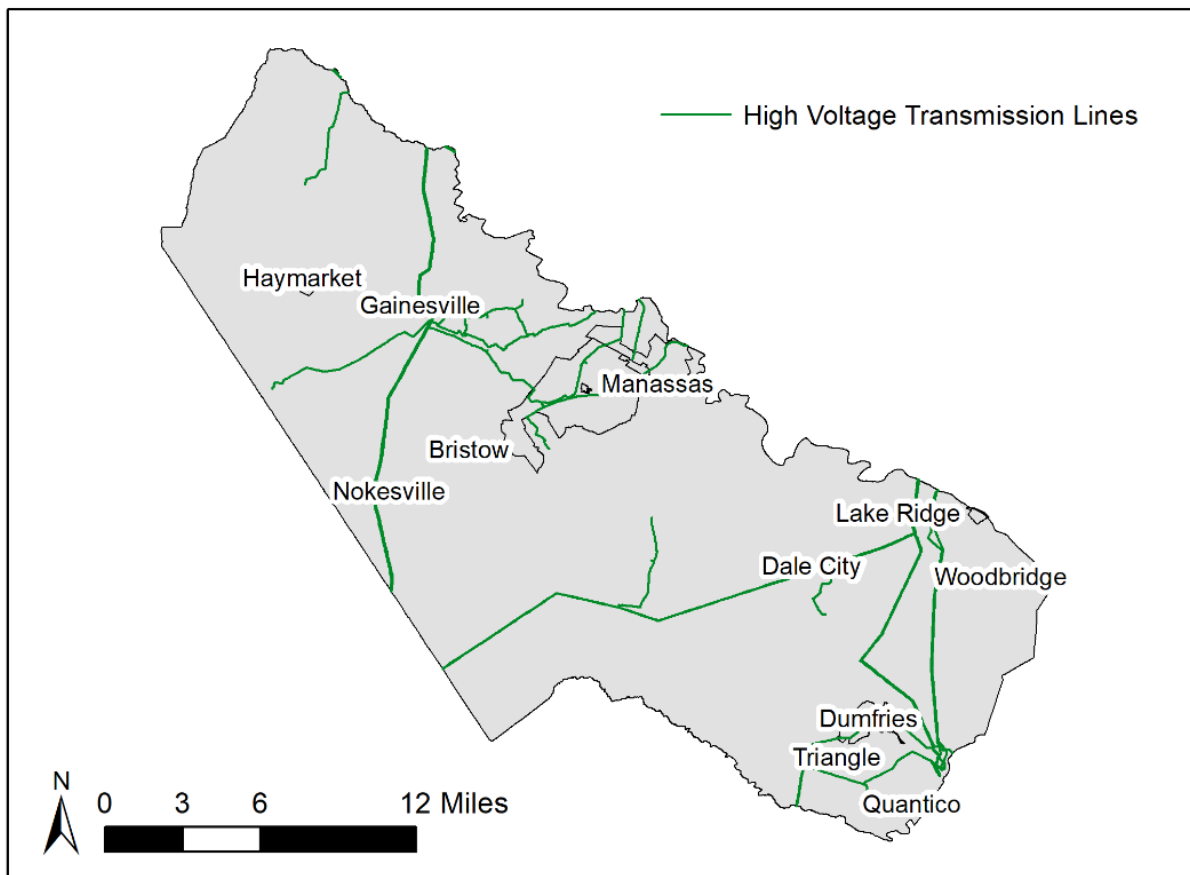 High Voltage Transmission Lines
Haymarket
Gainesville
Manassas
Bristow
Nokesville
Lake Ridge
Dale City
Woodbridge
Dumfries
Triangle
Quantico
N
0 3 6 12 Miles